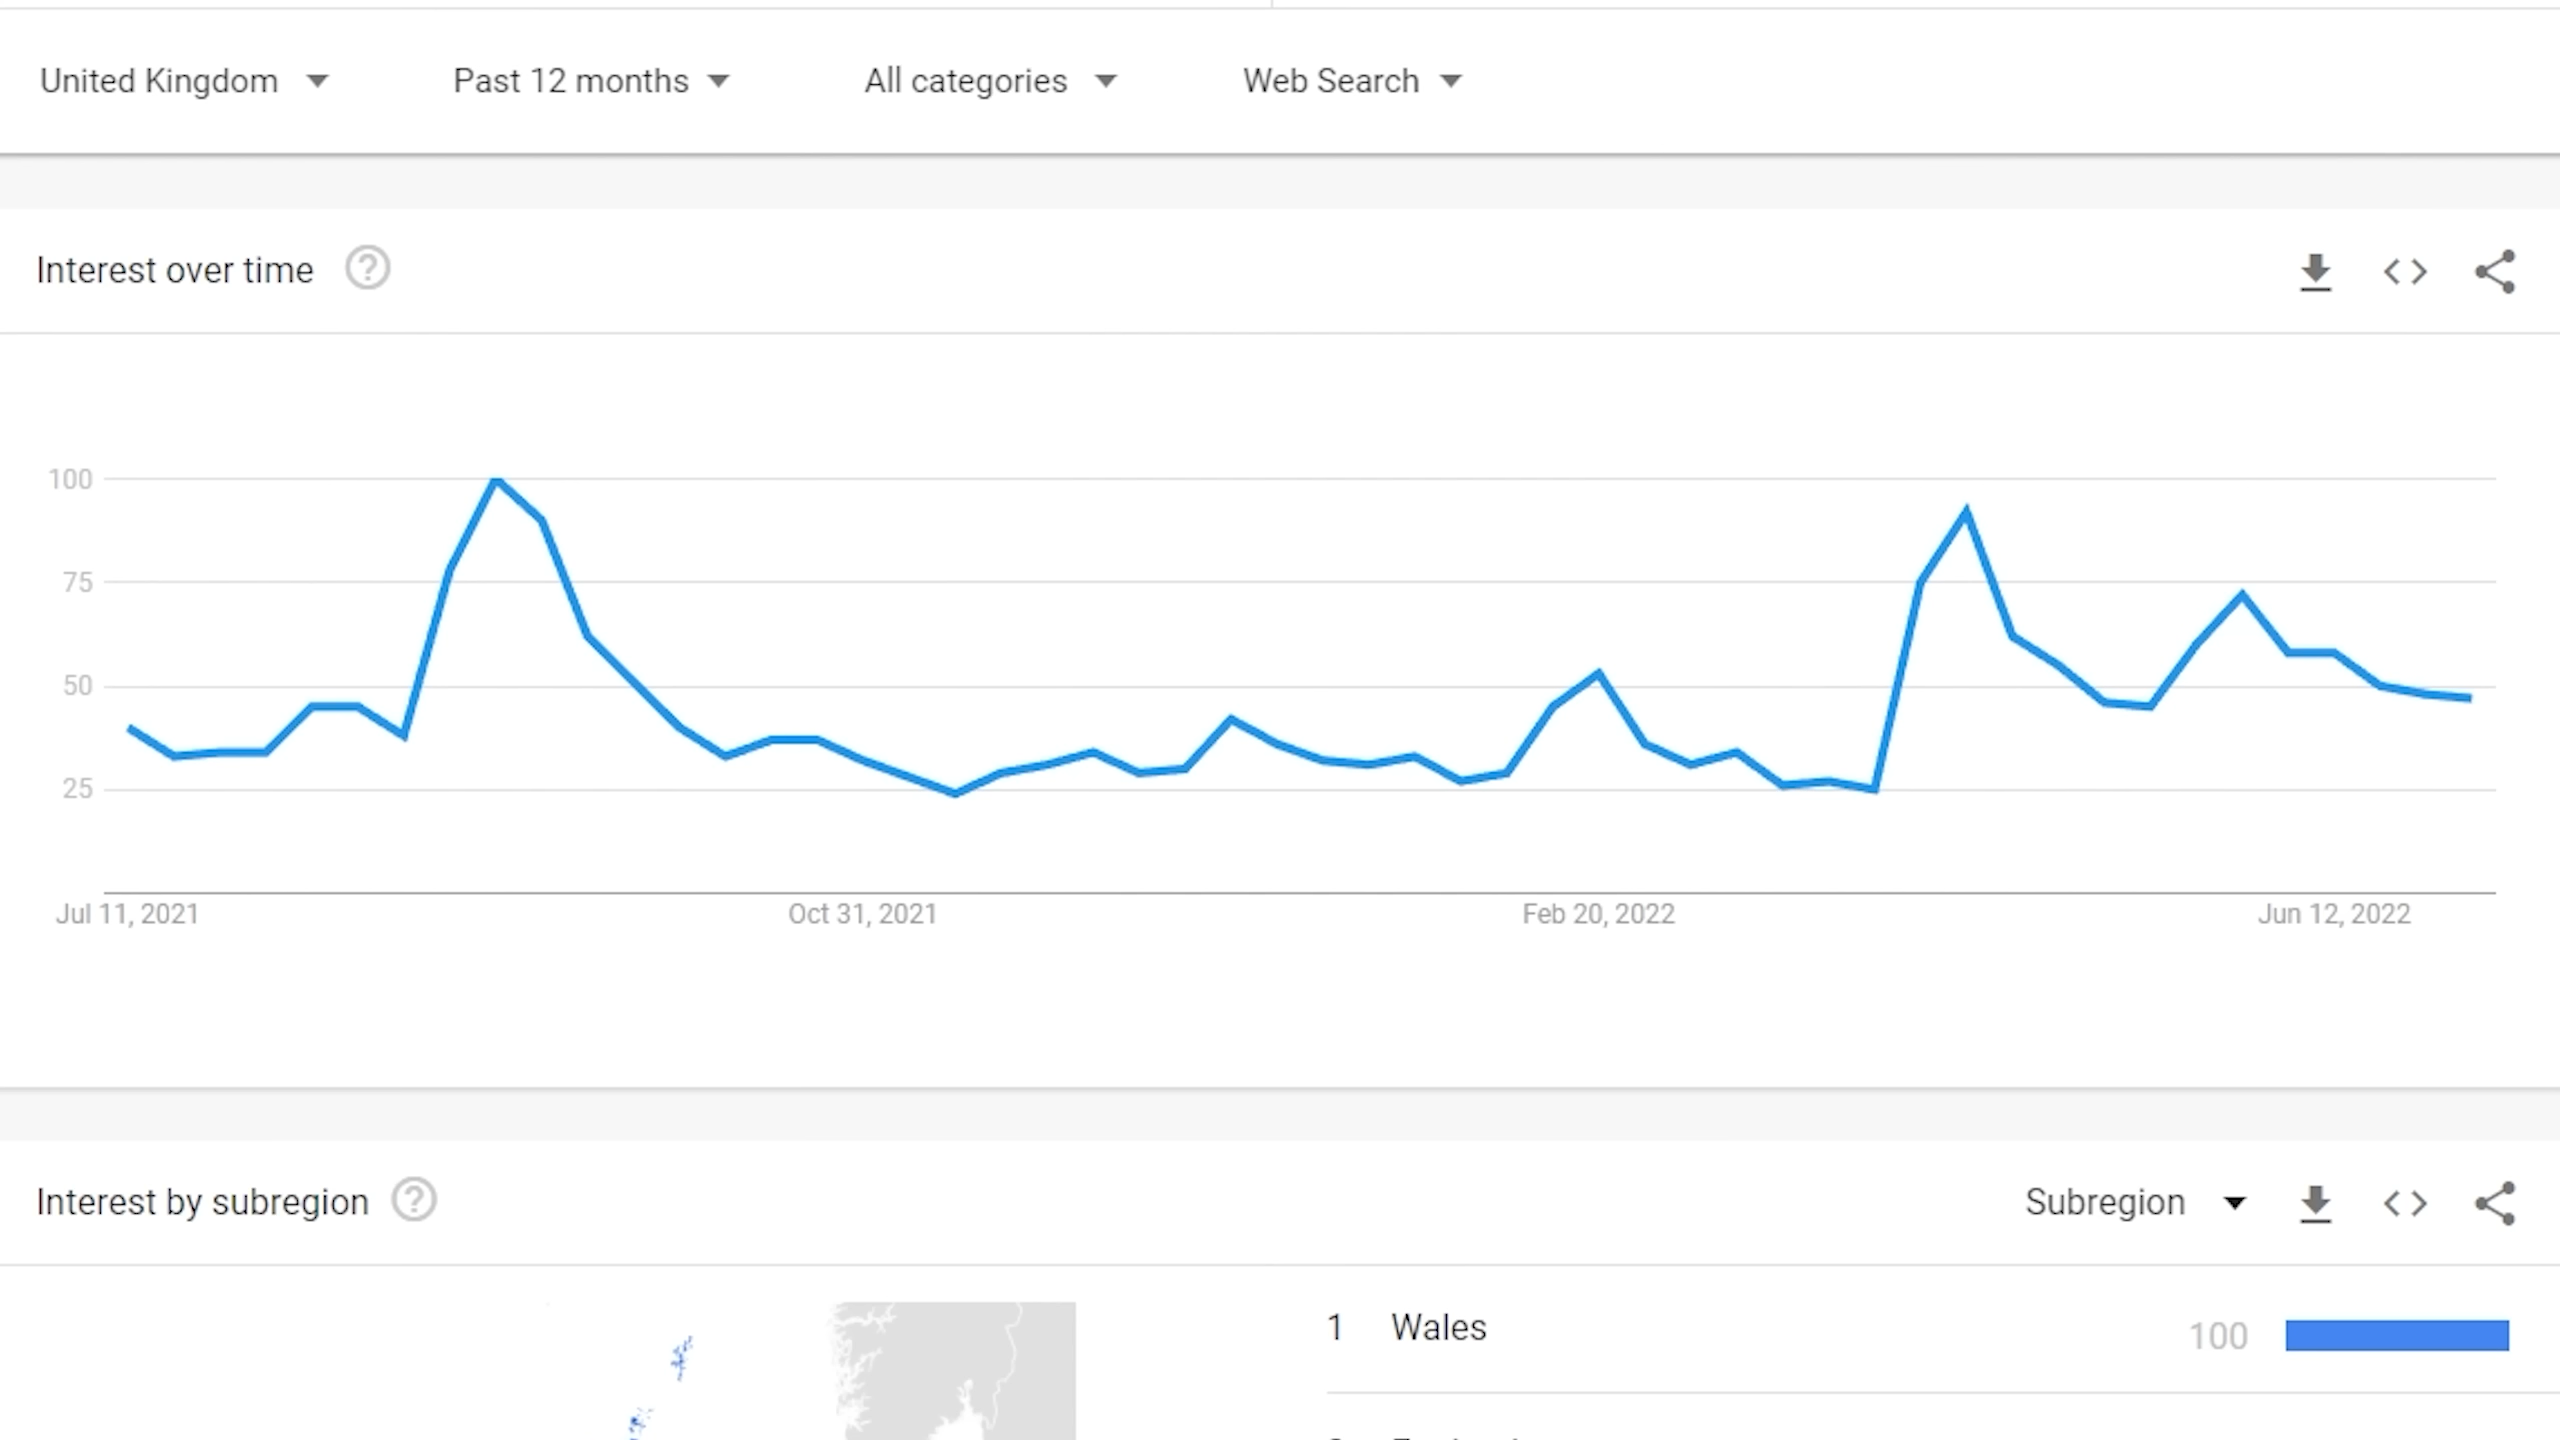 United Kingdom Past 12 months All categories Web Search
Interest over time
100
75
50
25
Jul 11, 2021 Oct 31, 2021 Feb 20, 2022 Jun 12, 2022
Interest by subregion Subregion
1 Wales 100